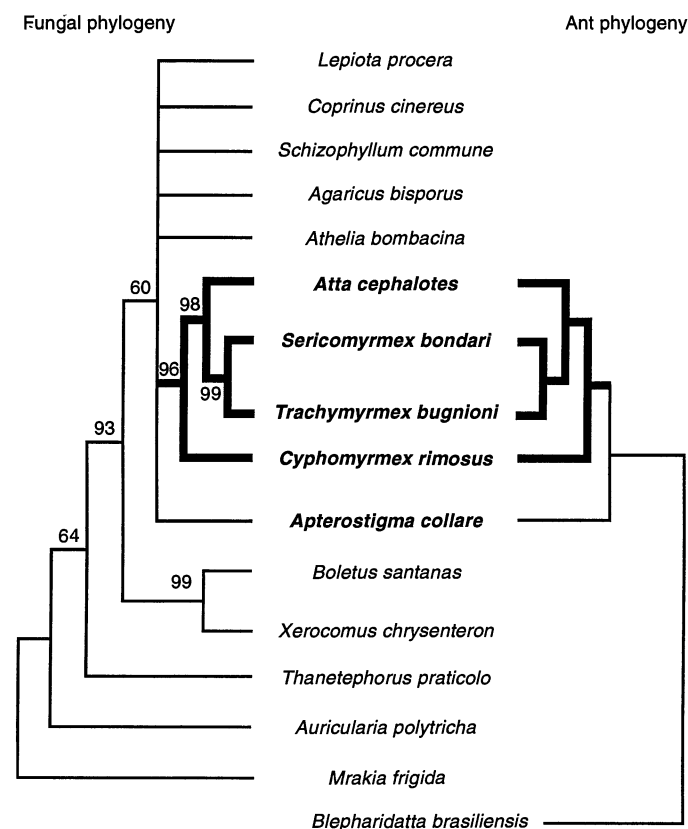 Fungal phylogeny
Ant phylogeny
Lepiota procera
Coprinus cinereus
Schizophyllum commune
Agaricus bisporus
Athelia bombacina
Atta cephalotes
60
98
Sericomyrmex bondari
96
99
Trachymyrmex bugnioni
93
Cyphomyrmex rimosus
Apterostigma collare
64
Boletus santanas
99
Xerocomus chrysenteron
Thanetephorus praticolo
Auricularia polytricha
Mrakia frigida
Blepharidatta brasiliensis